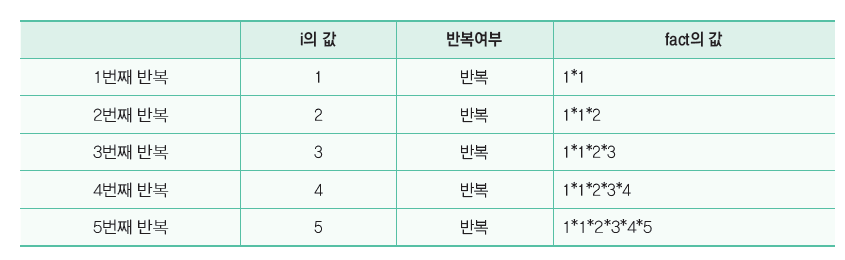 i의 값 반복여부 fact의 값
1번째 반복 1 반복 1*1
2번째 반복 2 반복 1*1*2
3번째 반복 3 반복 1*1*2*3
4번째 반복 4 반복 1*1*2*3*4
5번째 반복 5 반복 1*1*2*3*4*5